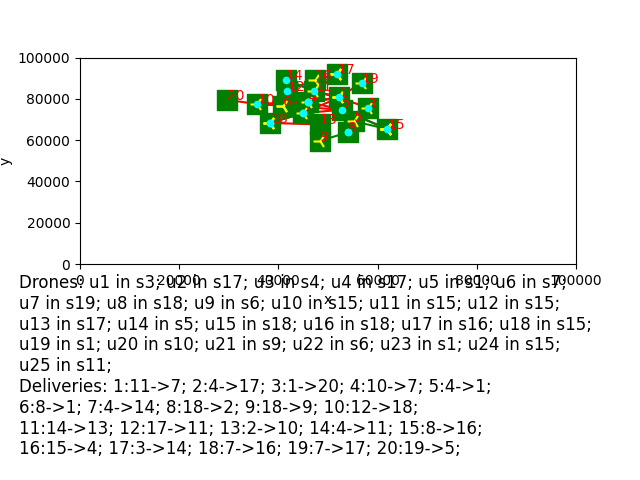 100000
17
14
19
80000
20
10
15
60000
y
40000
20000
0
0 20000 40000 60000 80000 100000
x
Drones: u1 in s3; u2 in s17; u3 in s4; u4 in s17; u5 in s1; u6 in s7;
u7 in s19; u8 in s18; u9 in s6; u10 in s15; u11 in s15; u12 in s15;
u13 in s17; u14 in s5; u15 in s18; u16 in s18; u17 in s16; u18 in s15;
u19 in s1; u20 in s10; u21 in s9; u22 in s6; u23 in s1; u24 in s15;
u25 in s11;
Deliveries: 1:11->7; 2:4->17; 3:1->20; 4:10->7; 5:4->1;
6:8->1; 7:4->14; 8:18->2; 9:18->9; 10:12->18;
11:14->13; 12:17->11; 13:2->10; 14:4->11; 15:8->16;
16:15->4; 17:3->14; 18:7->16; 19:7->17; 20:19->5;